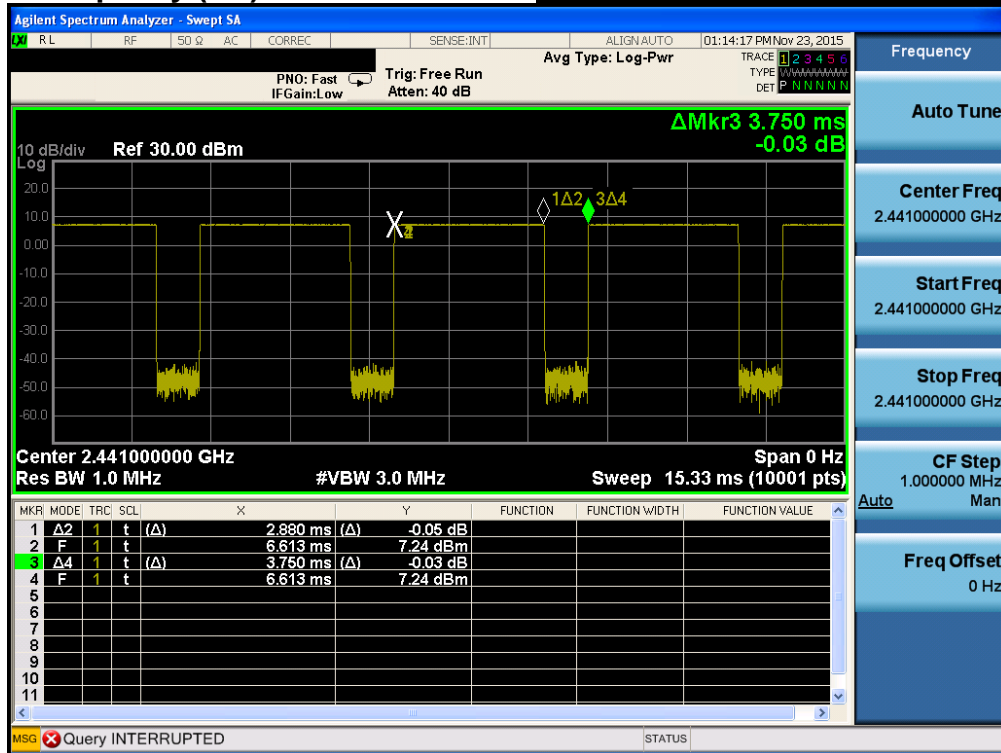 Agilent Spectrum Analyzer - Swept SA
LXI RL RF 50 Ω AC CORREC SENSE:INT ALIGN AUTO 01:14:17 PM Nov 23, 2015
Avg Type: Log-Pwr TRACE 1 2 3 4 5 6
PNO: Fast Trig: Free Run TYPE WWWWWW
IFGain:Low Atten: 40 dB DET P N N N N N
ΔMkr3 3.750 ms
10 dB/div Ref 30.00 dBm -0.03 dB
Log
20.0
1Δ2 3Δ4
10.0
0.00
-10.0
-20.0
-30.0
-40.0
-50.0
-60.0
Center 2.441000000 GHz Span 0 Hz
Res BW 1.0 MHz #VBW 3.0 MHz Sweep 15.33 ms (10001 pts)
MKR MODE TRC SCL X Y FUNCTION FUNCTION WIDTH FUNCTION VALUE
1 Δ2 1 t (Δ) 2.880 ms (Δ) -0.05 dB
2 F 1 t 6.613 ms 7.24 dBm
3 Δ4 1 t (Δ) 3.750 ms (Δ) -0.03 dB
4 F 1 t 6.613 ms 7.24 dBm
5
6
7
8
9
10
11
MSG Query INTERRUPTED STATUS
Frequency
Auto Tune
Center Freq
2.441000000 GHz
Start Freq
2.441000000 GHz
Stop Freq
2.441000000 GHz
CF Step
1.000000 MHz
Auto Man
Freq Offset
0 Hz